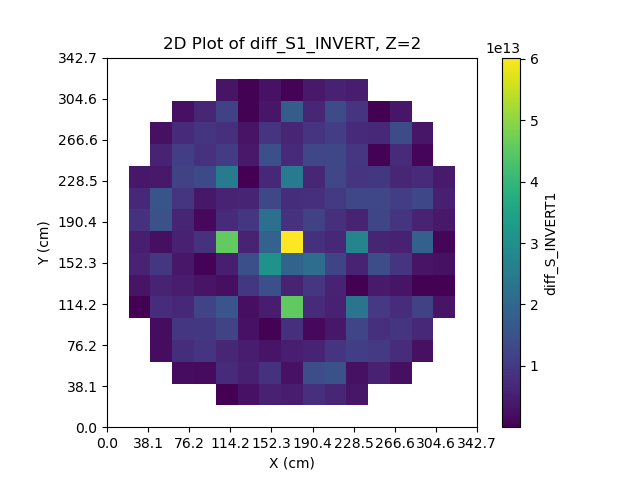 2D Plot of diff_S1_INVERT, Z=2
1e13
342.7
304.6
266.6
228.5
190.4
152.3
114.2
76.2
38.1
0.0
Y (cm)
0.0 38.1 76.2 114.2 152.3 190.4 228.5 266.6 304.6 342.7
X (cm)
6
5
4
3
2
1
diff_S_INVERT1